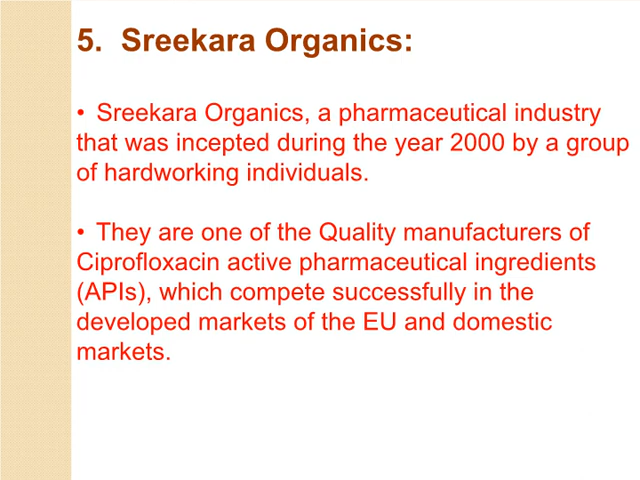 5. Sreekara Organics:
• Sreekara Organics, a pharmaceutical industry
that was incepted during the year 2000 by a group
of hardworking individuals.
• They are one of the Quality manufacturers of
Ciprofloxacin active pharmaceutical ingredients
(APIs), which compete successfully in the
developed markets of the EU and domestic
markets.